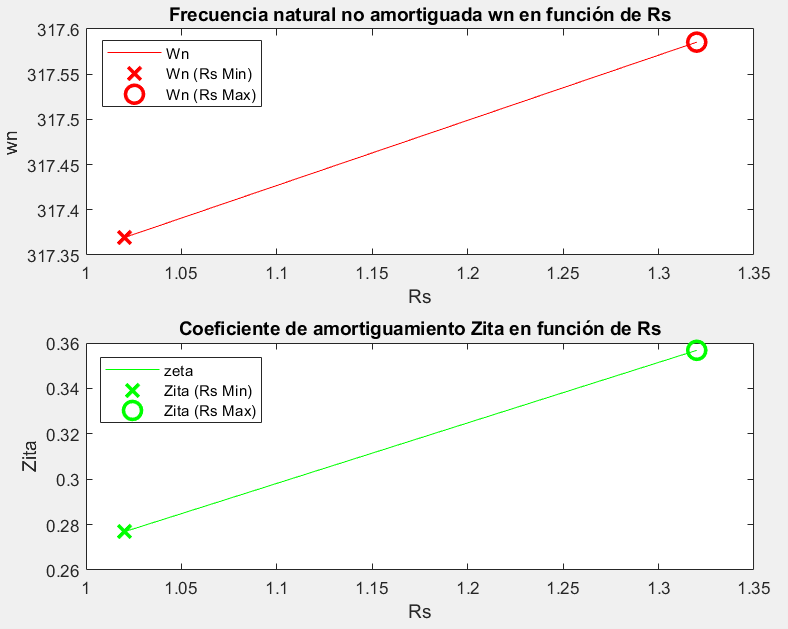 Frecuencia natural no amortiguada wn en función de Rs
317.6
317.55
317.5
317.45
317.4
317.35
wn
Wn
Wn (Rs Min)
Wn (Rs Max)
1 1.05 1.1 1.15 1.2 1.25 1.3 1.35
Rs
Coeficiente de amortiguamiento Zita en función de Rs
0.36
0.34
0.32
0.3
0.28
0.26
Zita
zeta
Zita (Rs Min)
Zita (Rs Max)
1 1.05 1.1 1.15 1.2 1.25 1.3 1.35
Rs